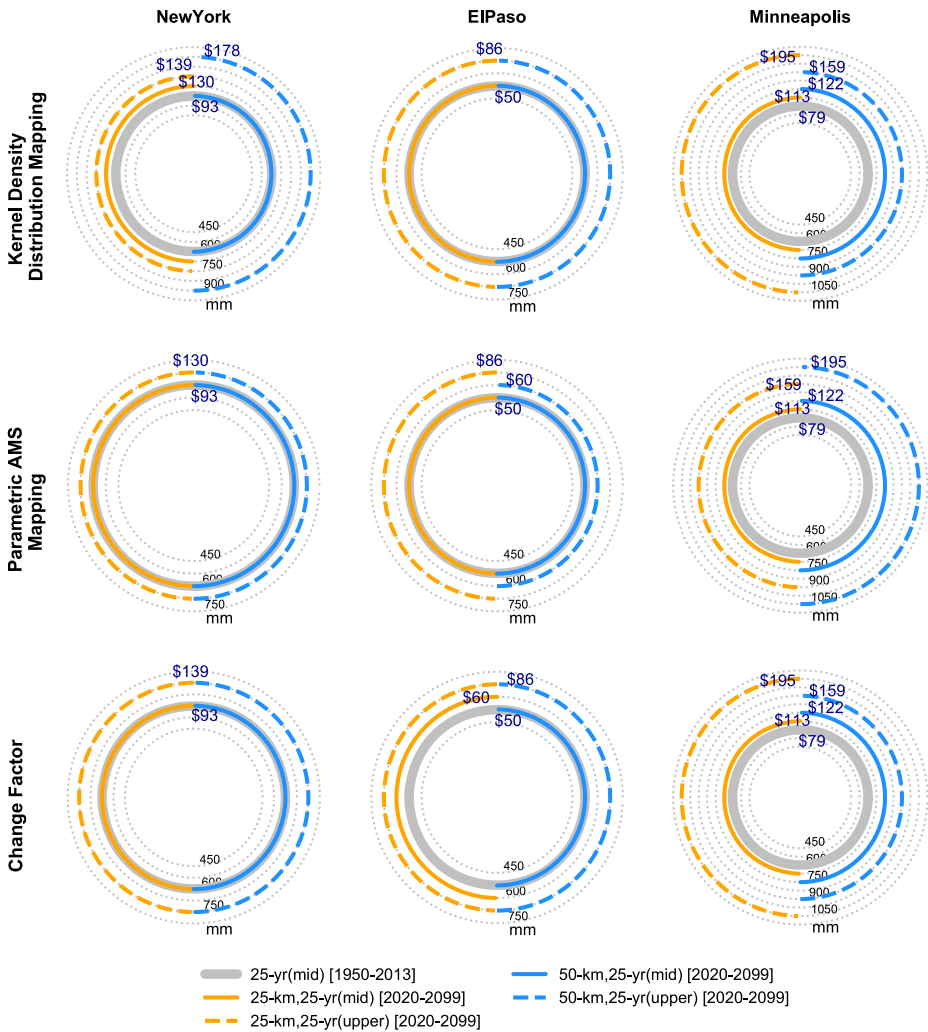 NewYork
ElPaso
Minneapolis
Kernel Density
Distribution Mapping
$178
$139
$130
$93
450
600
750
900
mm
$86
$50
450
600
750
mm
$195
$159
$122
$113
$79
450
600
750
900
1050
mm
Parametric AMS
Mapping
$130
$93
450
600
750
mm
$86
$60
$50
450
600
750
mm
$195
$159
$122
$113
$79
450
600
750
900
1050
mm
Change Factor
$139
$93
450
600
750
mm
$86
$60
$50
450
600
750
mm
$195
$159
$122
$113
$79
450
600
750
900
1050
mm
25-yr(mid) [1950-2013]
25-km,25-yr(mid) [2020-2099]
25-km,25-yr(upper) [2020-2099]
50-km,25-yr(mid) [2020-2099]
50-km,25-yr(upper) [2020-2099]